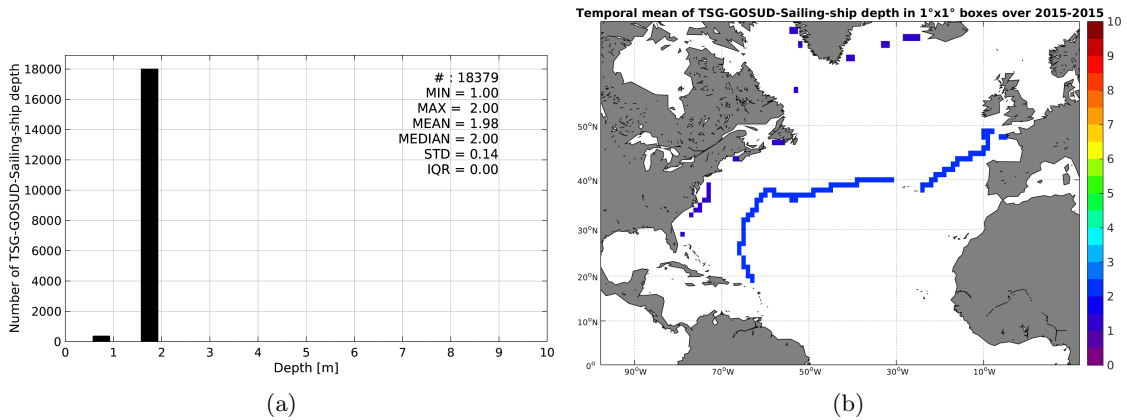 Number of TSG-GOSUD-Sailing-ship depth
18000
16000
14000
12000
10000
8000
6000
4000
2000
0
0 1 2 3 4 5 6 7 8 9 10
Depth [m]
# : 18379
MIN = 1.00
MAX = 2.00
MEAN = 1.98
MEDIAN = 2.00
STD = 0.14
IQR = 0.00
(a)
Temporal mean of TSG-GOSUD-Sailing-ship depth in 1°x1° boxes over 2015-2015
50°N
40°N
30°N
20°N
10°N
0°
90°W 70°W 50°W 30°W 10°W
10
9
8
7
6
5
4
3
2
1
0
(b)